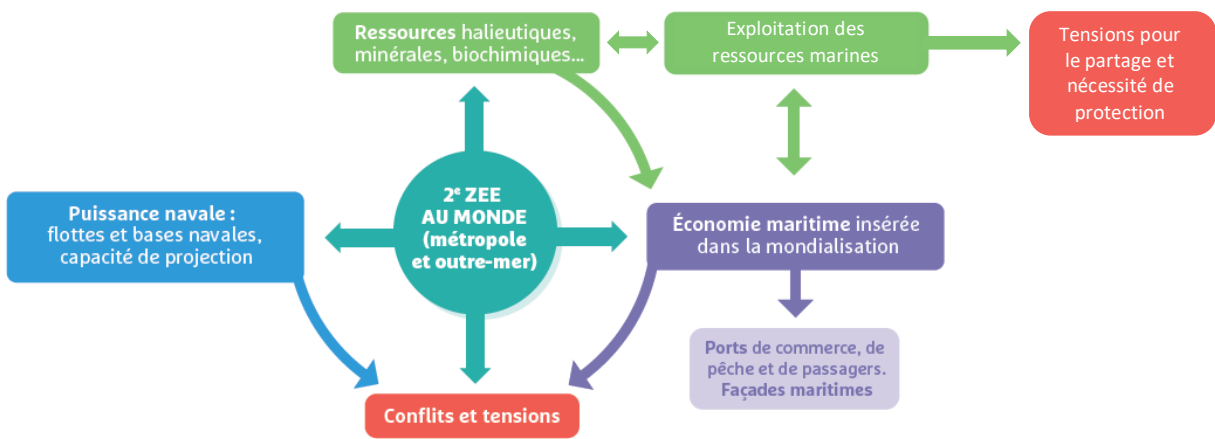 Ressources halieutiques,
minérales, biochimiques...
Exploitation des
ressources marines
Tensions pour
le partage et
nécessité de
protection
Puissance navale :
flottes et bases navales,
capacité de projection
2e ZEE
AU MONDE
(métropole
et outre-mer)
Économie maritime insérée
dans la mondialisation
Ports de commerce, de
pêche et de passagers.
Façades maritimes
Conflits et tensions